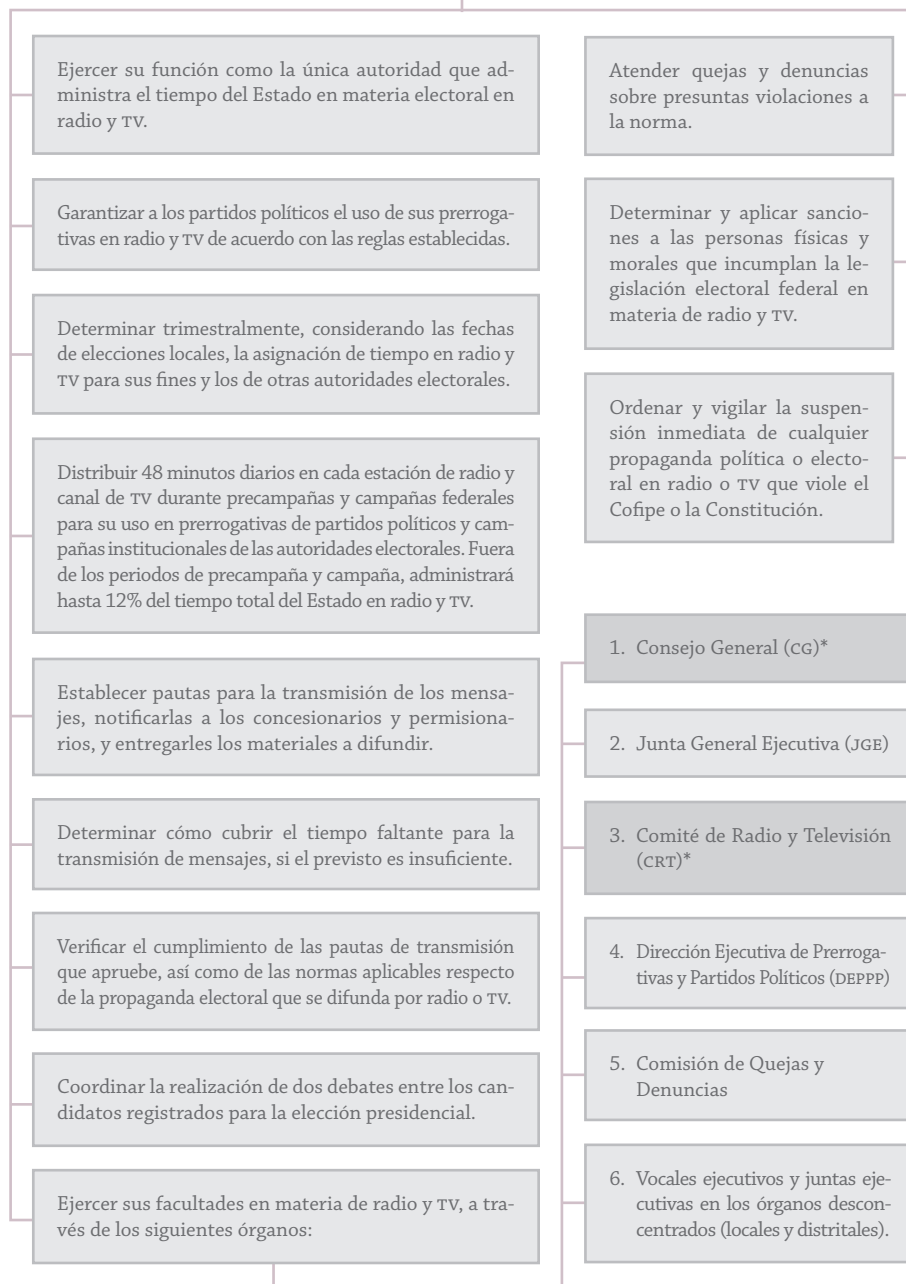 Ejercer su función como la única autoridad que ad-
ministra el tiempo del Estado en materia electoral en
radio y TV.
Garantizar a los partidos políticos el uso de sus prerroga-
tivas en radio y TV de acuerdo con las reglas establecidas.
Determinar trimestralmente, considerando las fechas
de elecciones locales, la asignación de tiempo en radio y
TV para sus fines y los de otras autoridades electorales.
Distribuir 48 minutos diarios en cada estación de radio y
canal de TV durante precampañas y campañas federales
para su uso en prerrogativas de partidos políticos y cam-
pañas institucionales de las autoridades electorales. Fuera
de los periodos de precampaña y campaña, administrará
hasta 12% del tiempo total del Estado en radio y TV.
Establecer pautas para la transmisión de los mensa-
jes, notificarlas a los concesionarios y permisiona-
rios, y entregarles los materiales a difundir.
Determinar cómo cubrir el tiempo faltante para la
transmisión de mensajes, si el previsto es insuficiente.
Verificar el cumplimiento de las pautas de transmisión
que apruebe, así como de las normas aplicables respecto
de la propaganda electoral que se difunda por radio o TV.
Coordinar la realización de dos debates entre los can-
didatos registrados para la elección presidencial.
Ejercer sus facultades en materia de radio y TV, a tra-
vés de los siguientes órganos:
Atender quejas y denuncias
sobre presuntas violaciones a
la norma.
Determinar y aplicar sancio-
nes a las personas físicas y
morales que incumplan la le-
gislación electoral federal en
materia de radio y TV.
Ordenar y vigilar la suspen-
sión inmediata de cualquier
propaganda política o electo-
ral en radio o TV que viole el
Cofipe o la Constitución.
1. Consejo General (CG)*
2. Junta General Ejecutiva (JGE)
3. Comité de Radio y Televisión
(CRT)*
4. Dirección Ejecutiva de Prerroga-
tivas y Partidos Políticos (DEPPP)
5. Comisión de Quejas y
Denuncias
6. Vocales ejecutivos y juntas eje-
cutivas en los órganos descon-
centrados (locales y distritales).